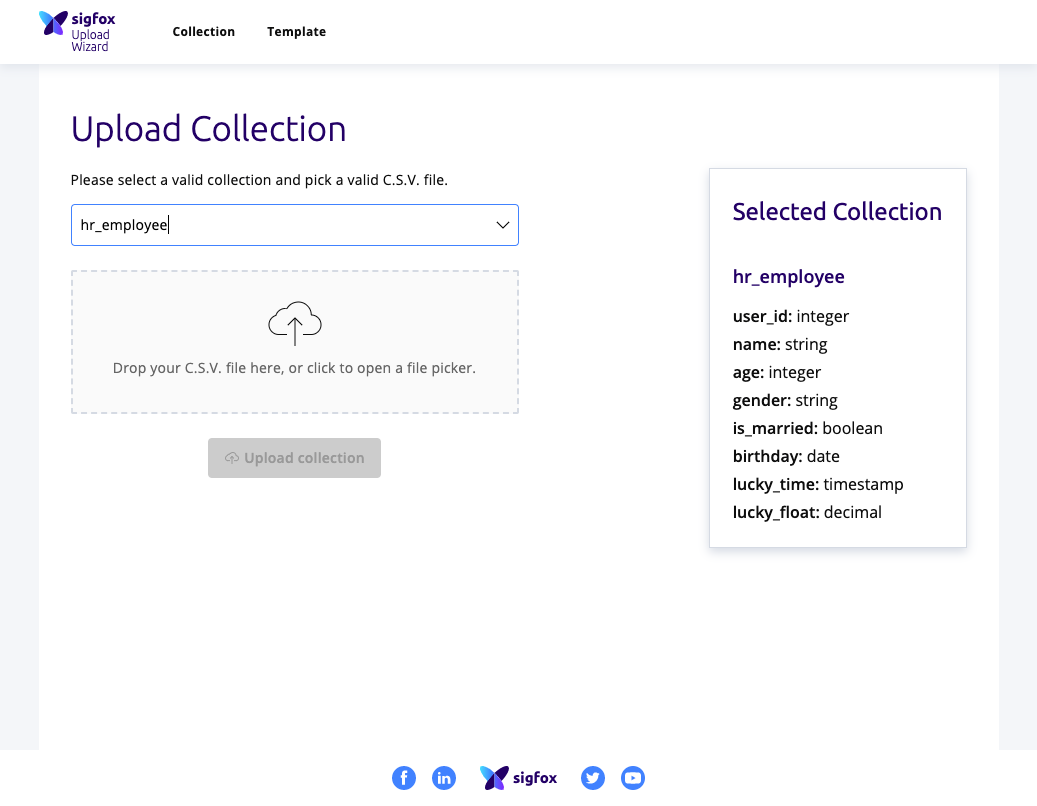 sigfox
Upload
Wizard
Collection
Template
Upload Collection
Please select a valid collection and pick a valid C.S.V. file.
hr_employee
Drop your C.S.V. file here, or click to open a file picker.
Upload collection
Selected Collection
hr_employee
user_id: integer
name: string
age: integer
gender: string
is_married: boolean
birthday: date
lucky_time: timestamp
lucky_float: decimal
f
in
sigfox